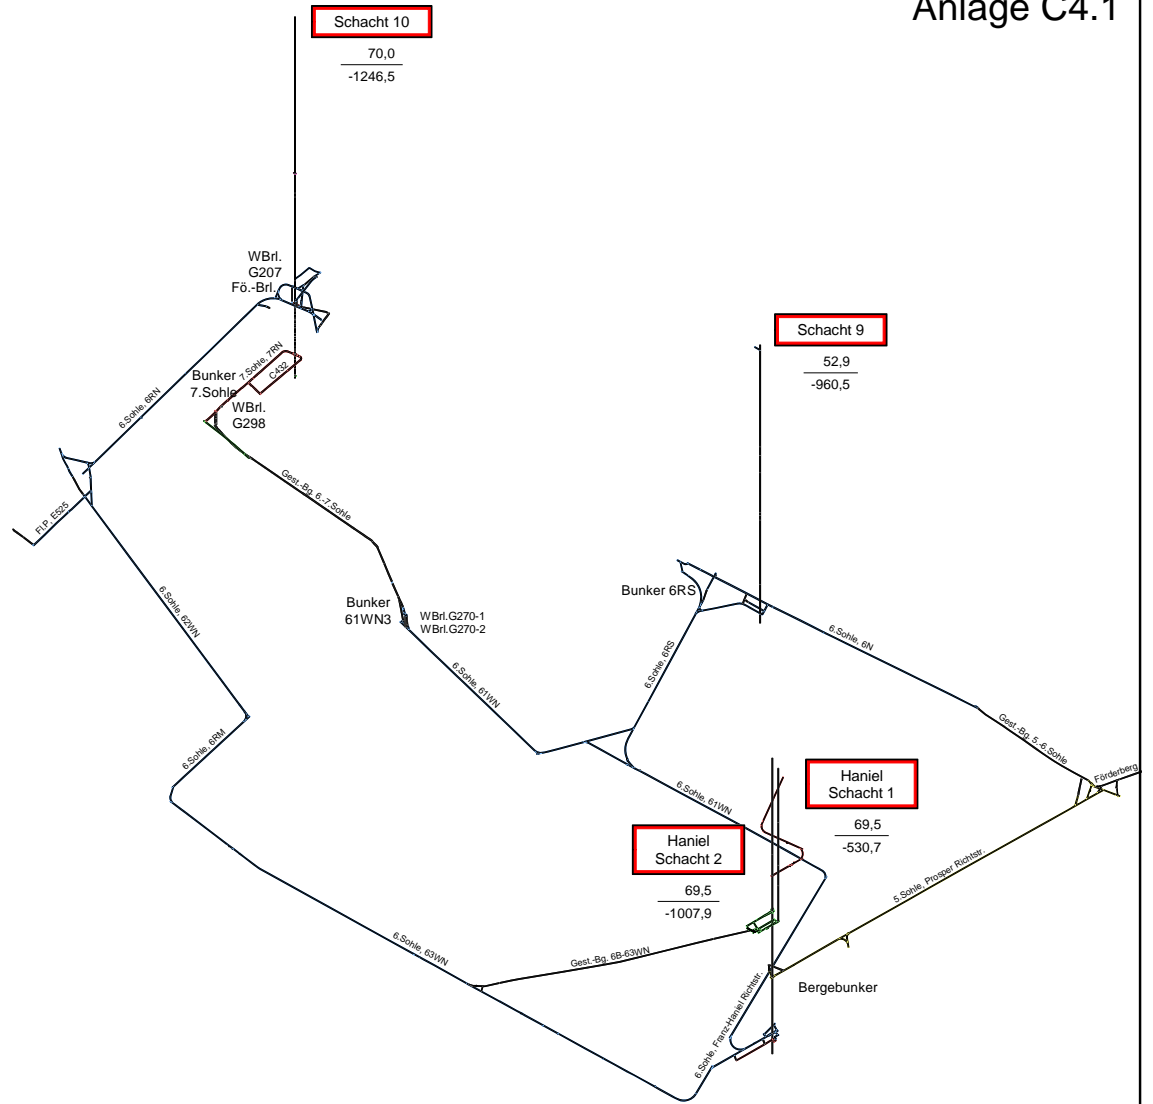 Anlage C4.1
Schacht 10
70,0
-1246,5
WBrl.
G207
Fö.-Brl.
Schacht 9
52,9
-960,5
7.Sohle, 7RN
C432
Bunker
7.Sohle
WBrl.
G298
6.Sohle, 6RN
Gest.-Bg. 6.-7.Sohle
Fl.P. E525
Bunker 6RS
Bunker
61WN3
WBrl.G270-1
WBrl.G270-2
6.Sohle, 62WN
6.Sohle, 6N
6.Sohle, 6RS
6.Sohle, 61WN
Gest.-Bg. 5.-6.Sohle
6.Sohle, 6RM
Förderberg
Haniel
Schacht 1
69,5
-530,7
6.Sohle, 61WN
Haniel
Schacht 2
69,5
-1007,9
5.Sohle, Prosper Richtstr.
6.Sohle, 63WN
Gest.-Bg. 6B-63WN
Bergebunker
6.Sohle, Franz-Haniel Richtstr.